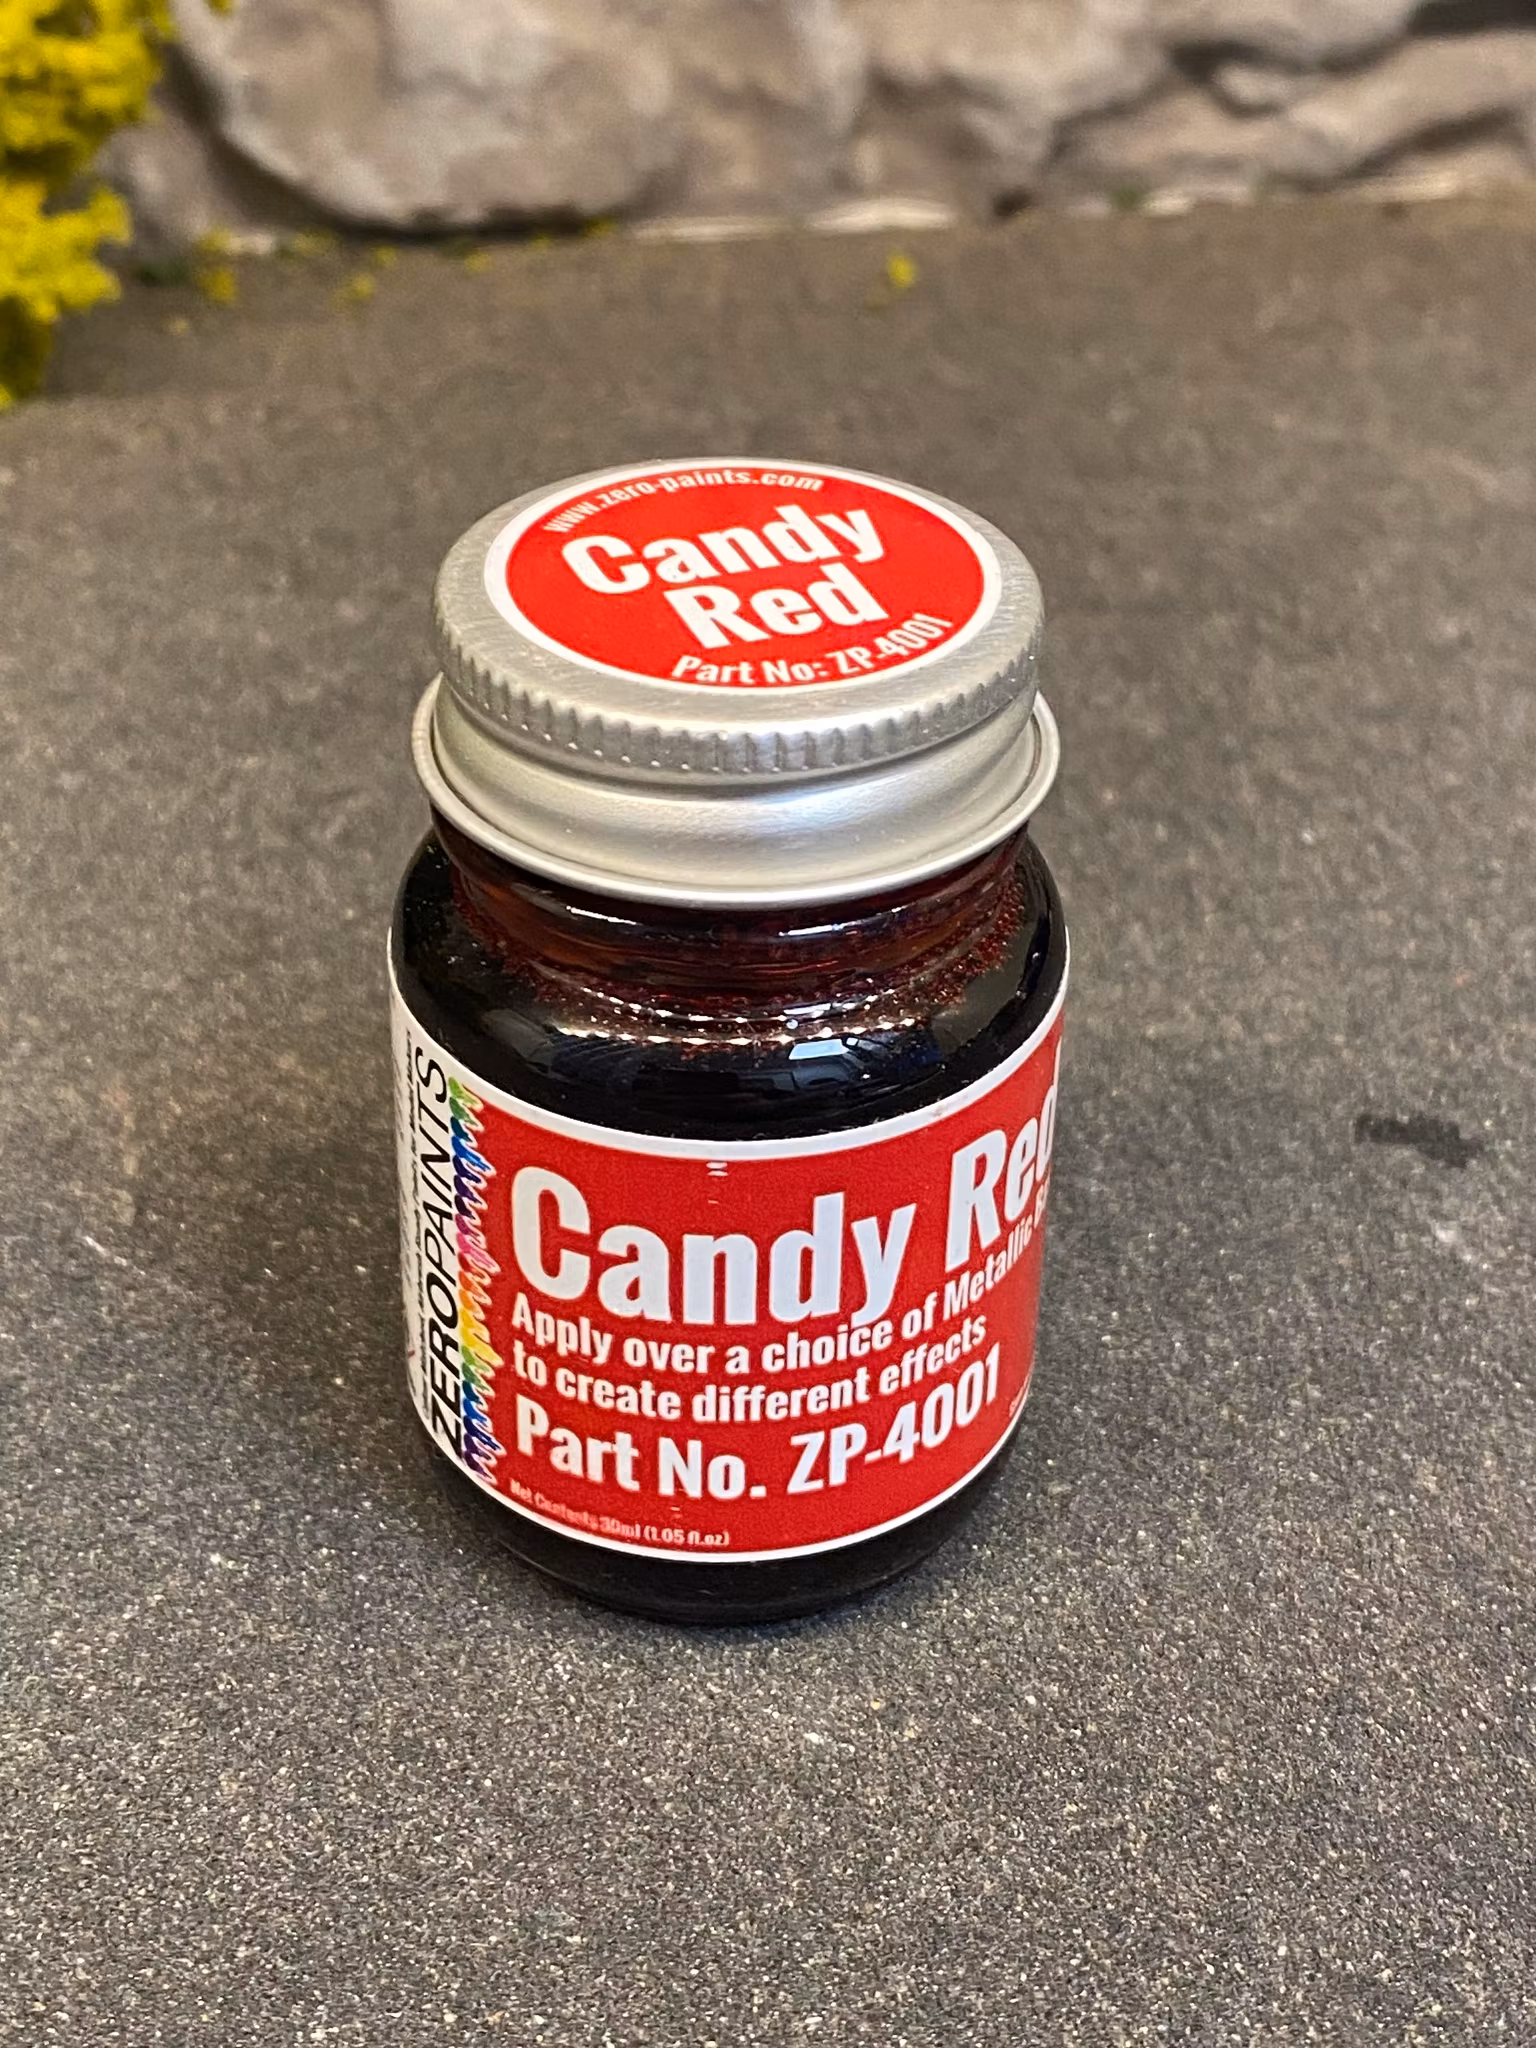 www.zero-paints.com
Candy
Red
Part No: ZP-4001
ZEROPAINTS
Candy Red
Apply over a choice of Metallic
to create different effects
Part No. ZP-4001
Net Contents 30ml (1.05 fl.oz)